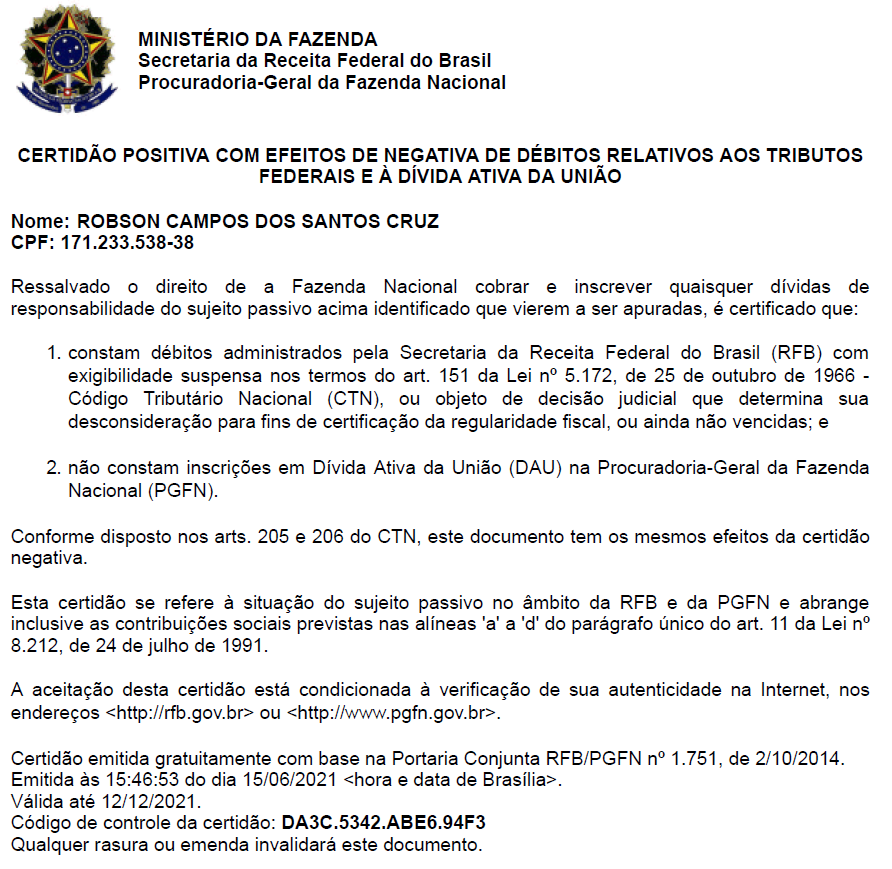 MINISTÉRIO DA FAZENDA
Secretaria da Receita Federal do Brasil
Procuradoria-Geral da Fazenda Nacional
CERTIDÃO POSITIVA COM EFEITOS DE NEGATIVA DE DÉBITOS RELATIVOS AOS TRIBUTOS
FEDERAIS E À DÍVIDA ATIVA DA UNIÃO
Nome: ROBSON CAMPOS DOS SANTOS CRUZ
CPF: 171.233.538-38
Ressalvado o direito de a Fazenda Nacional cobrar e inscrever quaisquer dívidas de
responsabilidade do sujeito passivo acima identificado que vierem a ser apuradas, é certificado que:
1. constam débitos administrados pela Secretaria da Receita Federal do Brasil (RFB) com
exigibilidade suspensa nos termos do art. 151 da Lei nº 5.172, de 25 de outubro de 1966 -
Código Tributário Nacional (CTN), ou objeto de decisão judicial que determina sua
desconsideração para fins de certificação da regularidade fiscal, ou ainda não vencidas; e
2. não constam inscrições em Dívida Ativa da União (DAU) na Procuradoria-Geral da Fazenda
Nacional (PGFN).
Conforme disposto nos arts. 205 e 206 do CTN, este documento tem os mesmos efeitos da certidão
negativa.
Esta certidão se refere à situação do sujeito passivo no âmbito da RFB e da PGFN e abrange
inclusive as contribuições sociais previstas nas alíneas 'a' a 'd' do parágrafo único do art. 11 da Lei nº
8.212, de 24 de julho de 1991.
A aceitação desta certidão está condicionada à verificação de sua autenticidade na Internet, nos
endereços <http://rfb.gov.br> ou <http://www.pgfn.gov.br>.
Certidão emitida gratuitamente com base na Portaria Conjunta RFB/PGFN nº 1.751, de 2/10/2014.
Emitida às 15:46:53 do dia 15/06/2021 <hora e data de Brasília>.
Válida até 12/12/2021.
Código de controle da certidão: DA3C.5342.ABE6.94F3
Qualquer rasura ou emenda invalidará este documento.